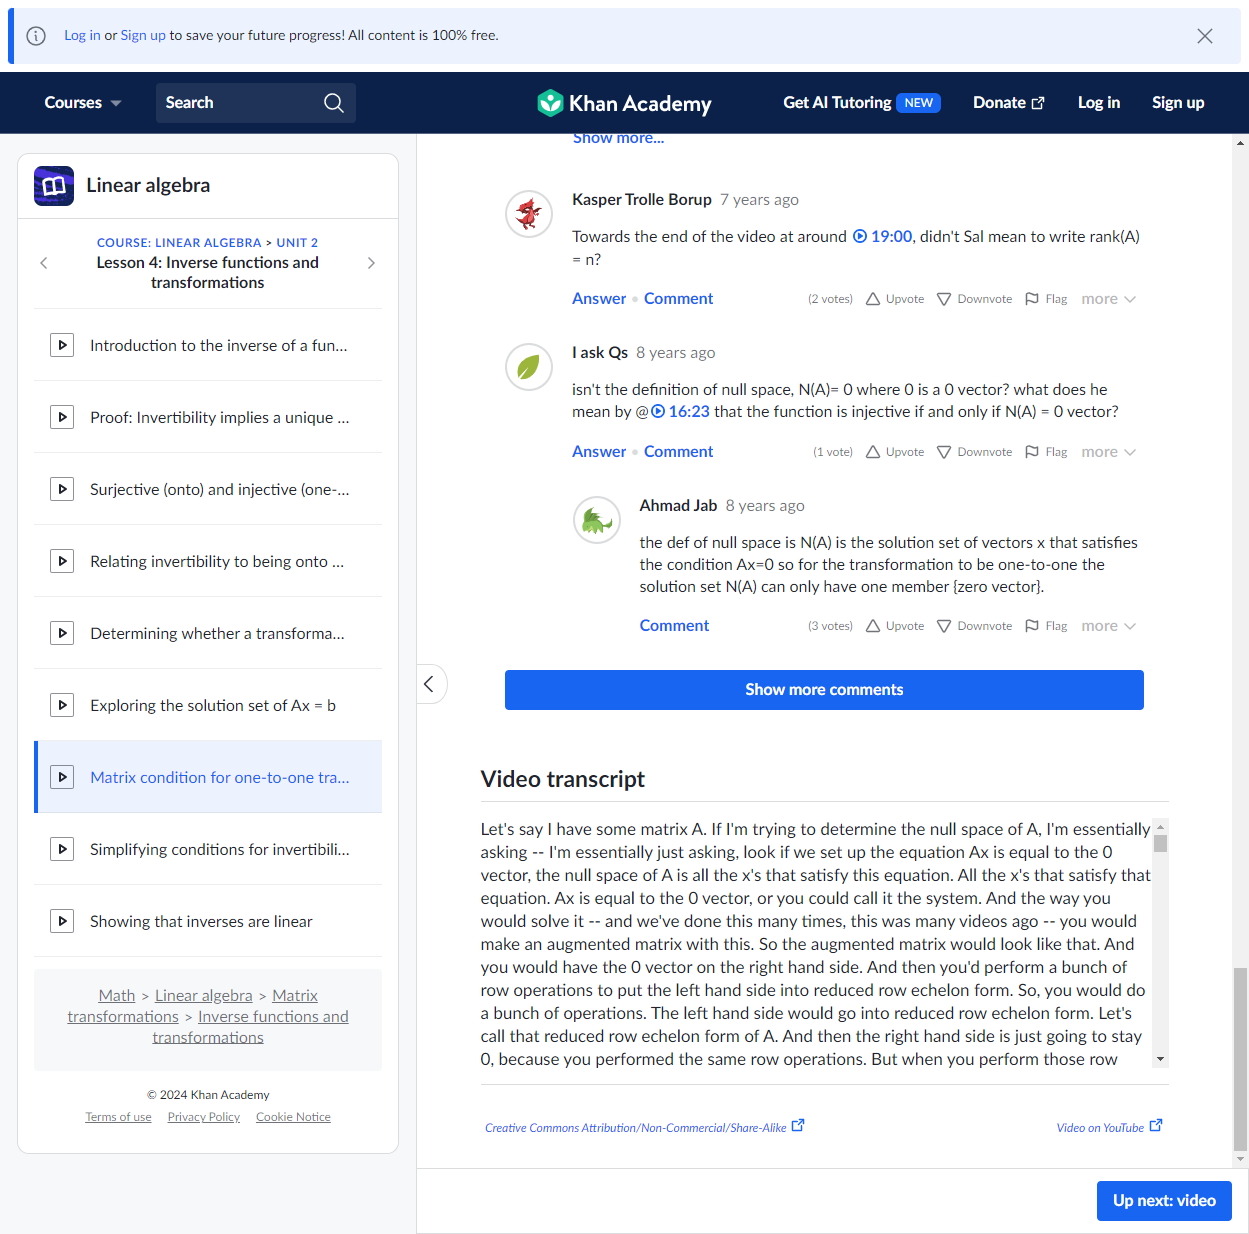 Log in or Sign up to save your future progress! All content is 100% free.
Courses
Search
Khan Academy
Get AI Tutoring NEW
Donate
Log in
Sign up
Linear algebra
COURSE: LINEAR ALGEBRA > UNIT 2
Lesson 4: Inverse functions and
transformations
Introduction to the inverse of a fun...
Proof: Invertibility implies a unique ...
Surjective (onto) and injective (one-...
Relating invertibility to being onto ...
Determining whether a transforma...
Exploring the solution set of Ax = b
Matrix condition for one-to-one tra...
Simplifying conditions for invertibili...
Showing that inverses are linear
Math > Linear algebra > Matrix
transformations > Inverse functions and
transformations
© 2024 Khan Academy
Terms of use Privacy Policy Cookie Notice
Show more...
Kasper Trolle Borup 7 years ago
Towards the end of the video at around 19:00, didn't Sal mean to write rank(A)
= n?
Answer • Comment (2 votes) Upvote Downvote Flag more
I ask Qs 8 years ago
isn't the definition of null space, N(A)= 0 where 0 is a 0 vector? what does he
mean by @ 16:23 that the function is injective if and only if N(A) = 0 vector?
Answer • Comment (1 vote) Upvote Downvote Flag more
Ahmad Jab 8 years ago
the def of null space is N(A) is the solution set of vectors x that satisfies
the condition Ax=0 so for the transformation to be one-to-one the
solution set N(A) can only have one member {zero vector}.
Comment (3 votes) Upvote Downvote Flag more
Show more comments
Video transcript
Let's say I have some matrix A. If I'm trying to determine the null space of A, I'm essentially
asking -- I'm essentially just asking, look if we set up the equation Ax is equal to the 0
vector, the null space of A is all the x's that satisfy this equation. All the x's that satisfy that
equation. Ax is equal to the 0 vector, or you could call it the system. And the way you
would solve it -- and we've done this many times, this was many videos ago -- you would
make an augmented matrix with this. So the augmented matrix would look like that. And
you would have the 0 vector on the right hand side. And then you'd perform a bunch of
row operations to put the left hand side into reduced row echelon form. So, you would do
a bunch of operations. The left hand side would go into reduced row echelon form. Let's
call that reduced row echelon form of A. And then the right hand side is just going to stay
0, because you performed the same row operations. But when you perform those row
Creative Commons Attribution/Non-Commercial/Share-Alike
Video on YouTube
Up next: video